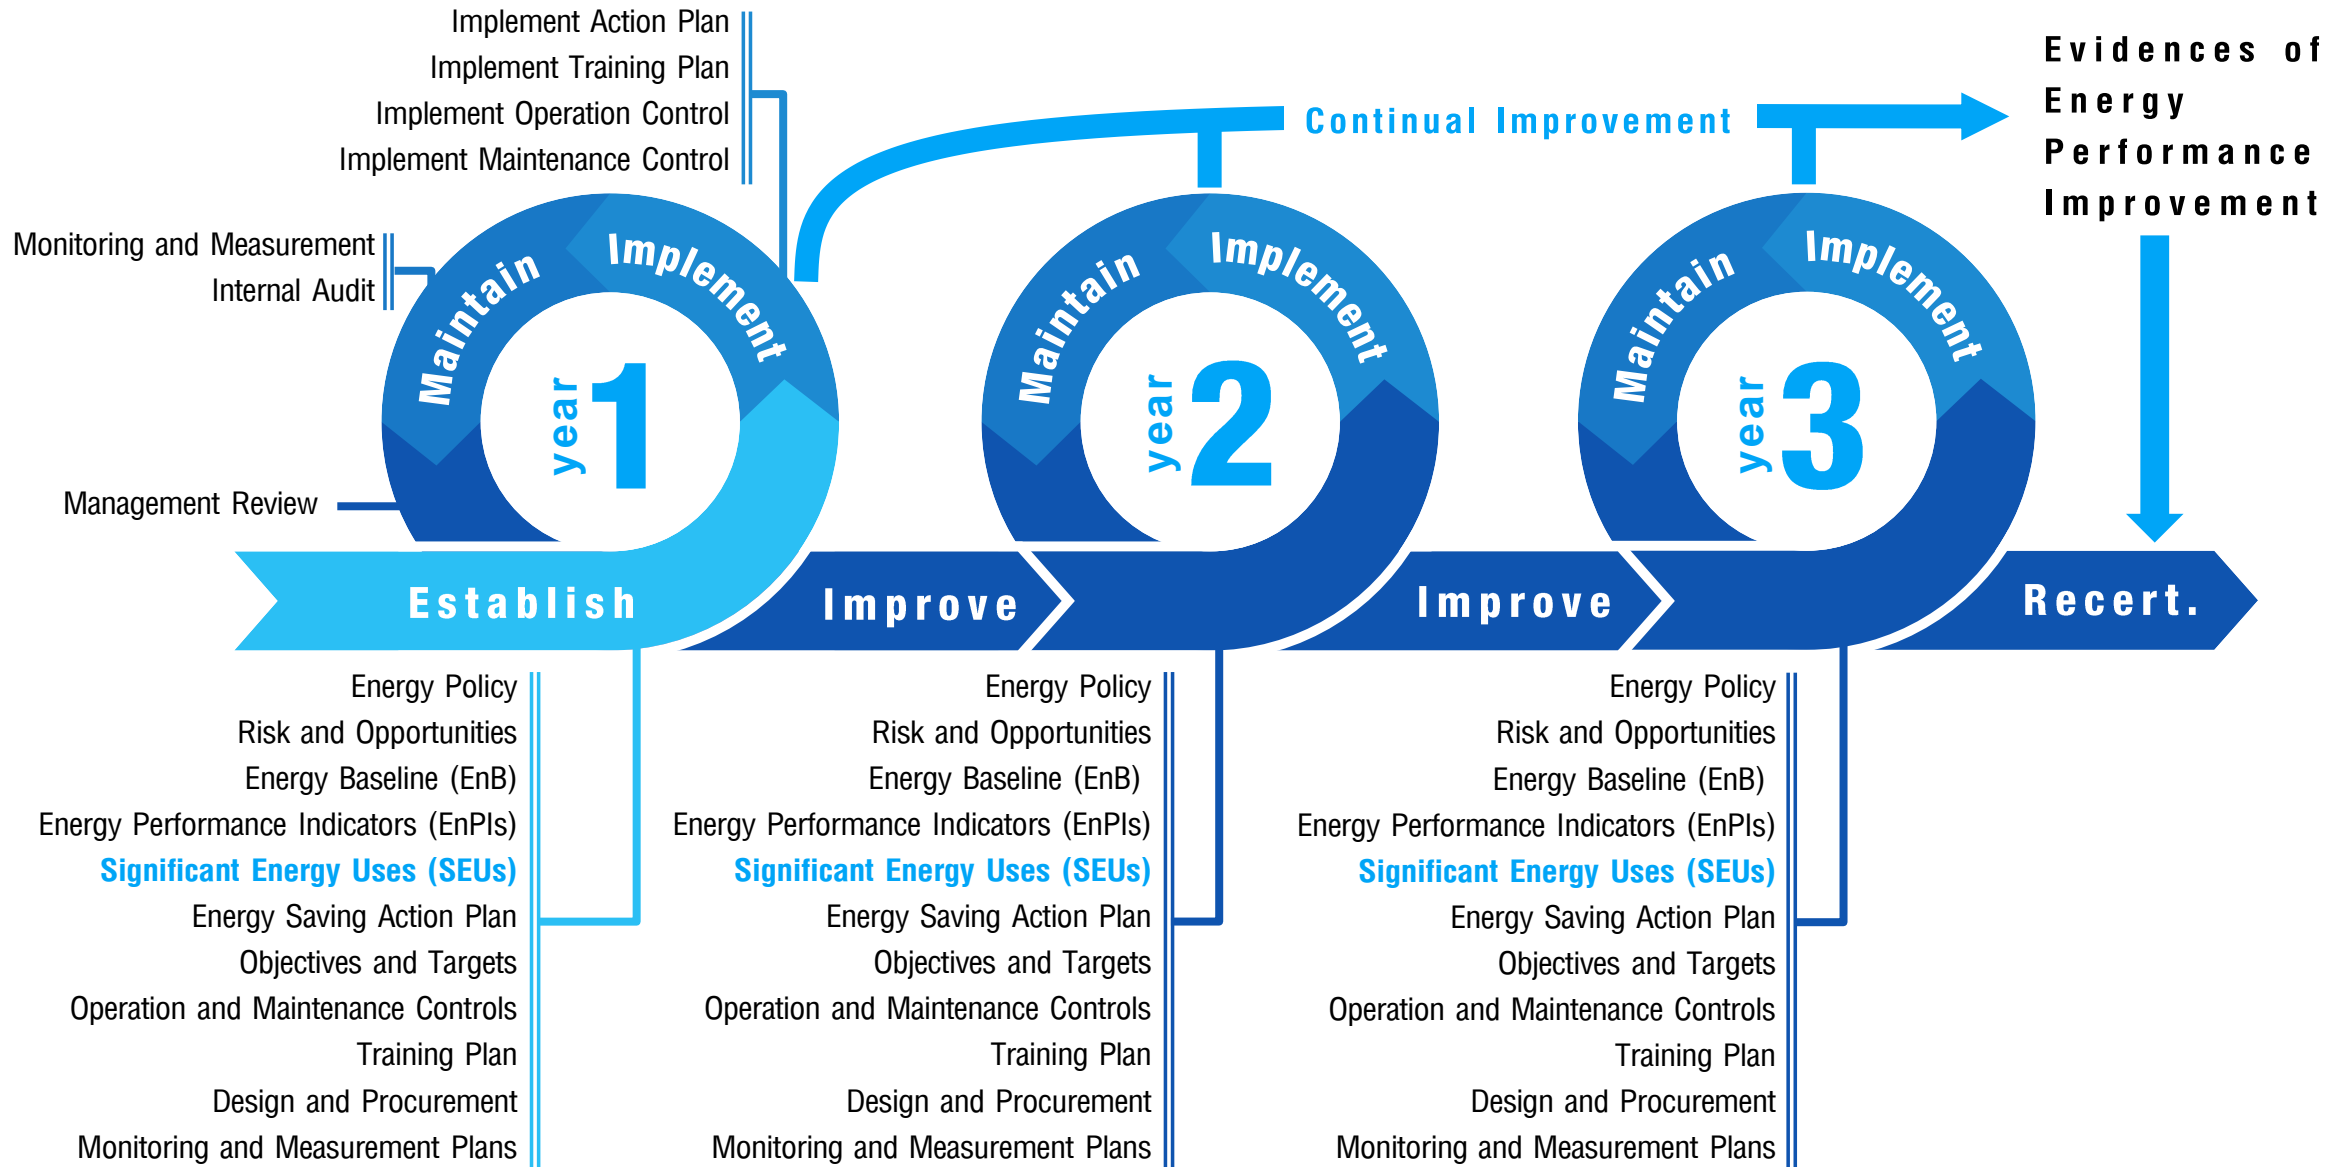 Implement Action Plan
Implement Training Plan
Implement Operation Control
Implement Maintenance Control
Monitoring and Measurement
Internal Audit
Management Review
Maintain
Implement
year 1
Establish
Energy Policy
Risk and Opportunities
Energy Baseline (EnB)
Energy Performance Indicators (EnPIs)
Significant Energy Uses (SEUs)
Energy Saving Action Plan
Objectives and Targets
Operation and Maintenance Controls
Training Plan
Design and Procurement
Monitoring and Measurement Plans
Continual Improvement
Maintain
Implement
year 2
Improve
Energy Policy
Risk and Opportunities
Energy Baseline (EnB)
Energy Performance Indicators (EnPIs)
Significant Energy Uses (SEUs)
Energy Saving Action Plan
Objectives and Targets
Operation and Maintenance Controls
Training Plan
Design and Procurement
Monitoring and Measurement Plans
Maintain
Implement
year 3
Improve
Energy Policy
Risk and Opportunities
Energy Baseline (EnB)
Energy Performance Indicators (EnPIs)
Significant Energy Uses (SEUs)
Energy Saving Action Plan
Objectives and Targets
Operation and Maintenance Controls
Training Plan
Design and Procurement
Monitoring and Measurement Plans
Evidences of
Energy
Performance
Improvement
Recert.